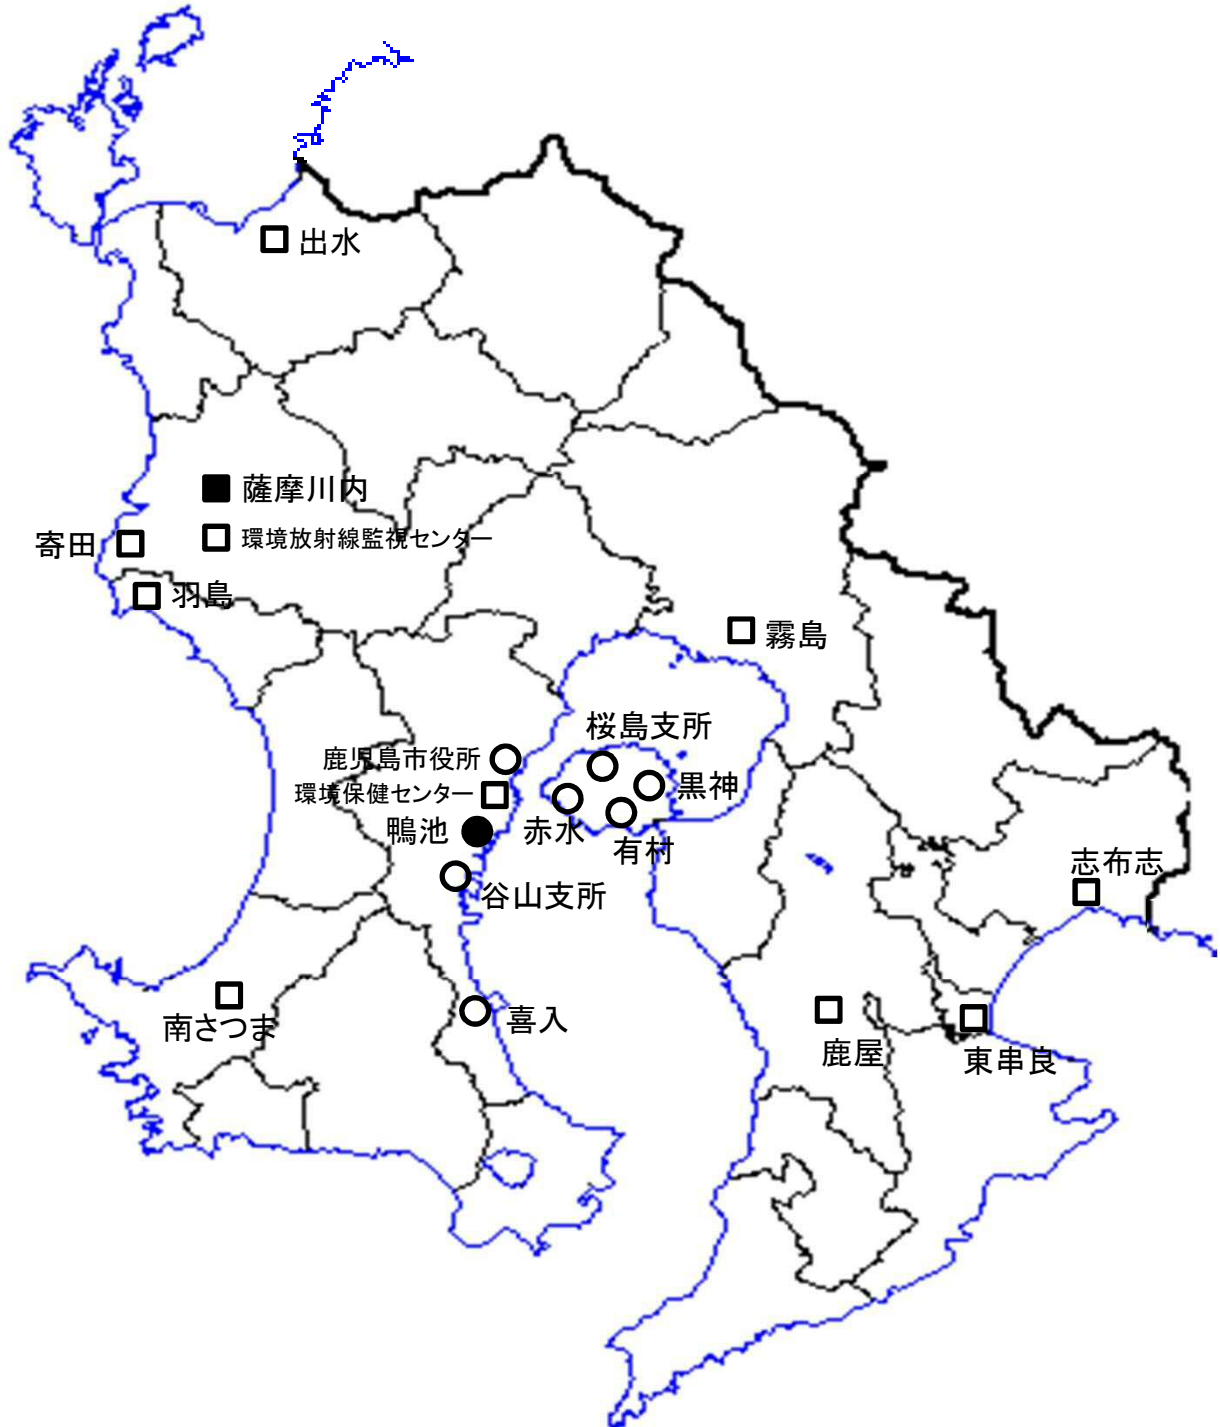 出水
薩摩川内
環境放射線監視センター
寄田
羽島
霧島
桜島支所
鹿児島市役所
黒神
環境保健センター
鴨池
赤水
有村
谷山支所
志布志
南さつま
喜入
鹿屋
東串良